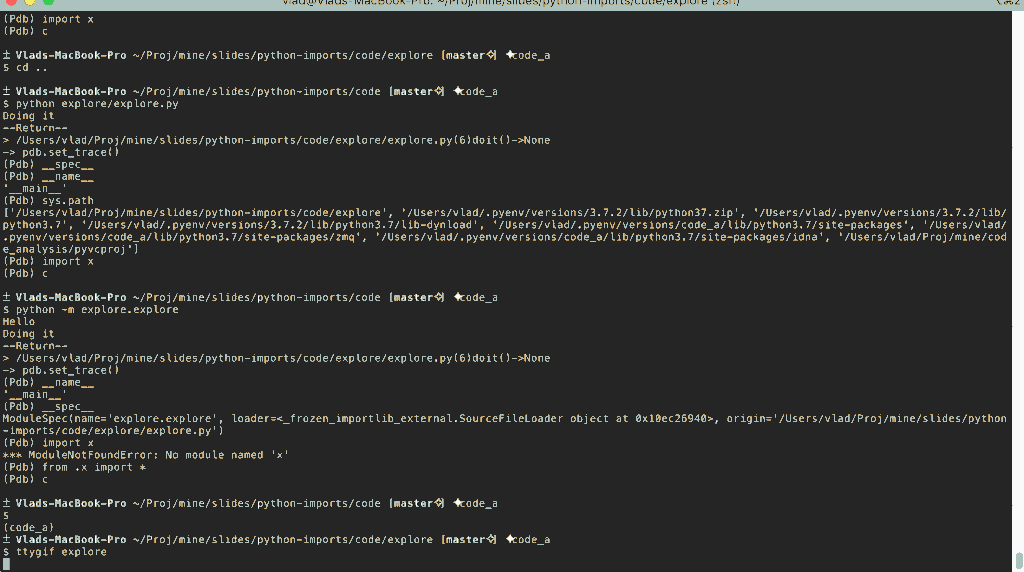 vlad@Vlads-MacBook-Pro: ~/Proj/mine/slides/python-imports/code/explore (zsh)
(Pdb) import x
(Pdb) c
± Vlads-MacBook-Pro ~/Proj/mine/slides/python-imports/code/explore [master✧] ✦code_a
$ cd ..
± Vlads-MacBook-Pro ~/Proj/mine/slides/python-imports/code [master✧] ✦code_a
$ python explore/explore.py
Doing it
--Return--
> /Users/vlad/Proj/mine/slides/python-imports/code/explore/explore.py(6)doit()->None
-> pdb.set_trace()
(Pdb) __spec__
(Pdb) __name__
'__main__'
(Pdb) sys.path
['/Users/vlad/Proj/mine/slides/python-imports/code/explore', '/Users/vlad/.pyenv/versions/3.7.2/lib/python37.zip', '/Users/vlad/.pyenv/versions/3.7.2/lib/
python3.7', '/Users/vlad/.pyenv/versions/3.7.2/lib/python3.7/lib-dynload', '/Users/vlad/.pyenv/versions/code_a/lib/python3.7/site-packages', '/Users/vlad/
.pyenv/versions/code_a/lib/python3.7/site-packages/zmq', '/Users/vlad/.pyenv/versions/code_a/lib/python3.7/site-packages/idna', '/Users/vlad/Proj/mine/cod
e_analysis/pyvcproj']
(Pdb) import x
(Pdb) c
± Vlads-MacBook-Pro ~/Proj/mine/slides/python-imports/code [master✧] ✦code_a
$ python -m explore.explore
Hello
Doing it
--Return--
> /Users/vlad/Proj/mine/slides/python-imports/code/explore/explore.py(6)doit()->None
-> pdb.set_trace()
(Pdb) __name__
'__main__'
(Pdb) __spec__
ModuleSpec(name='explore.explore', loader=<_frozen_importlib_external.SourceFileLoader object at 0x10ec26940>, origin='/Users/vlad/Proj/mine/slides/python
-imports/code/explore/explore.py')
(Pdb) import x
*** ModuleNotFoundError: No module named 'x'
(Pdb) from .x import *
(Pdb) c
± Vlads-MacBook-Pro ~/Proj/mine/slides/python-imports/code [master✧] ✦code_a
$
(code_a)
± Vlads-MacBook-Pro ~/Proj/mine/slides/python-imports/code/explore [master✧] ✦code_a
$ ttygif explore